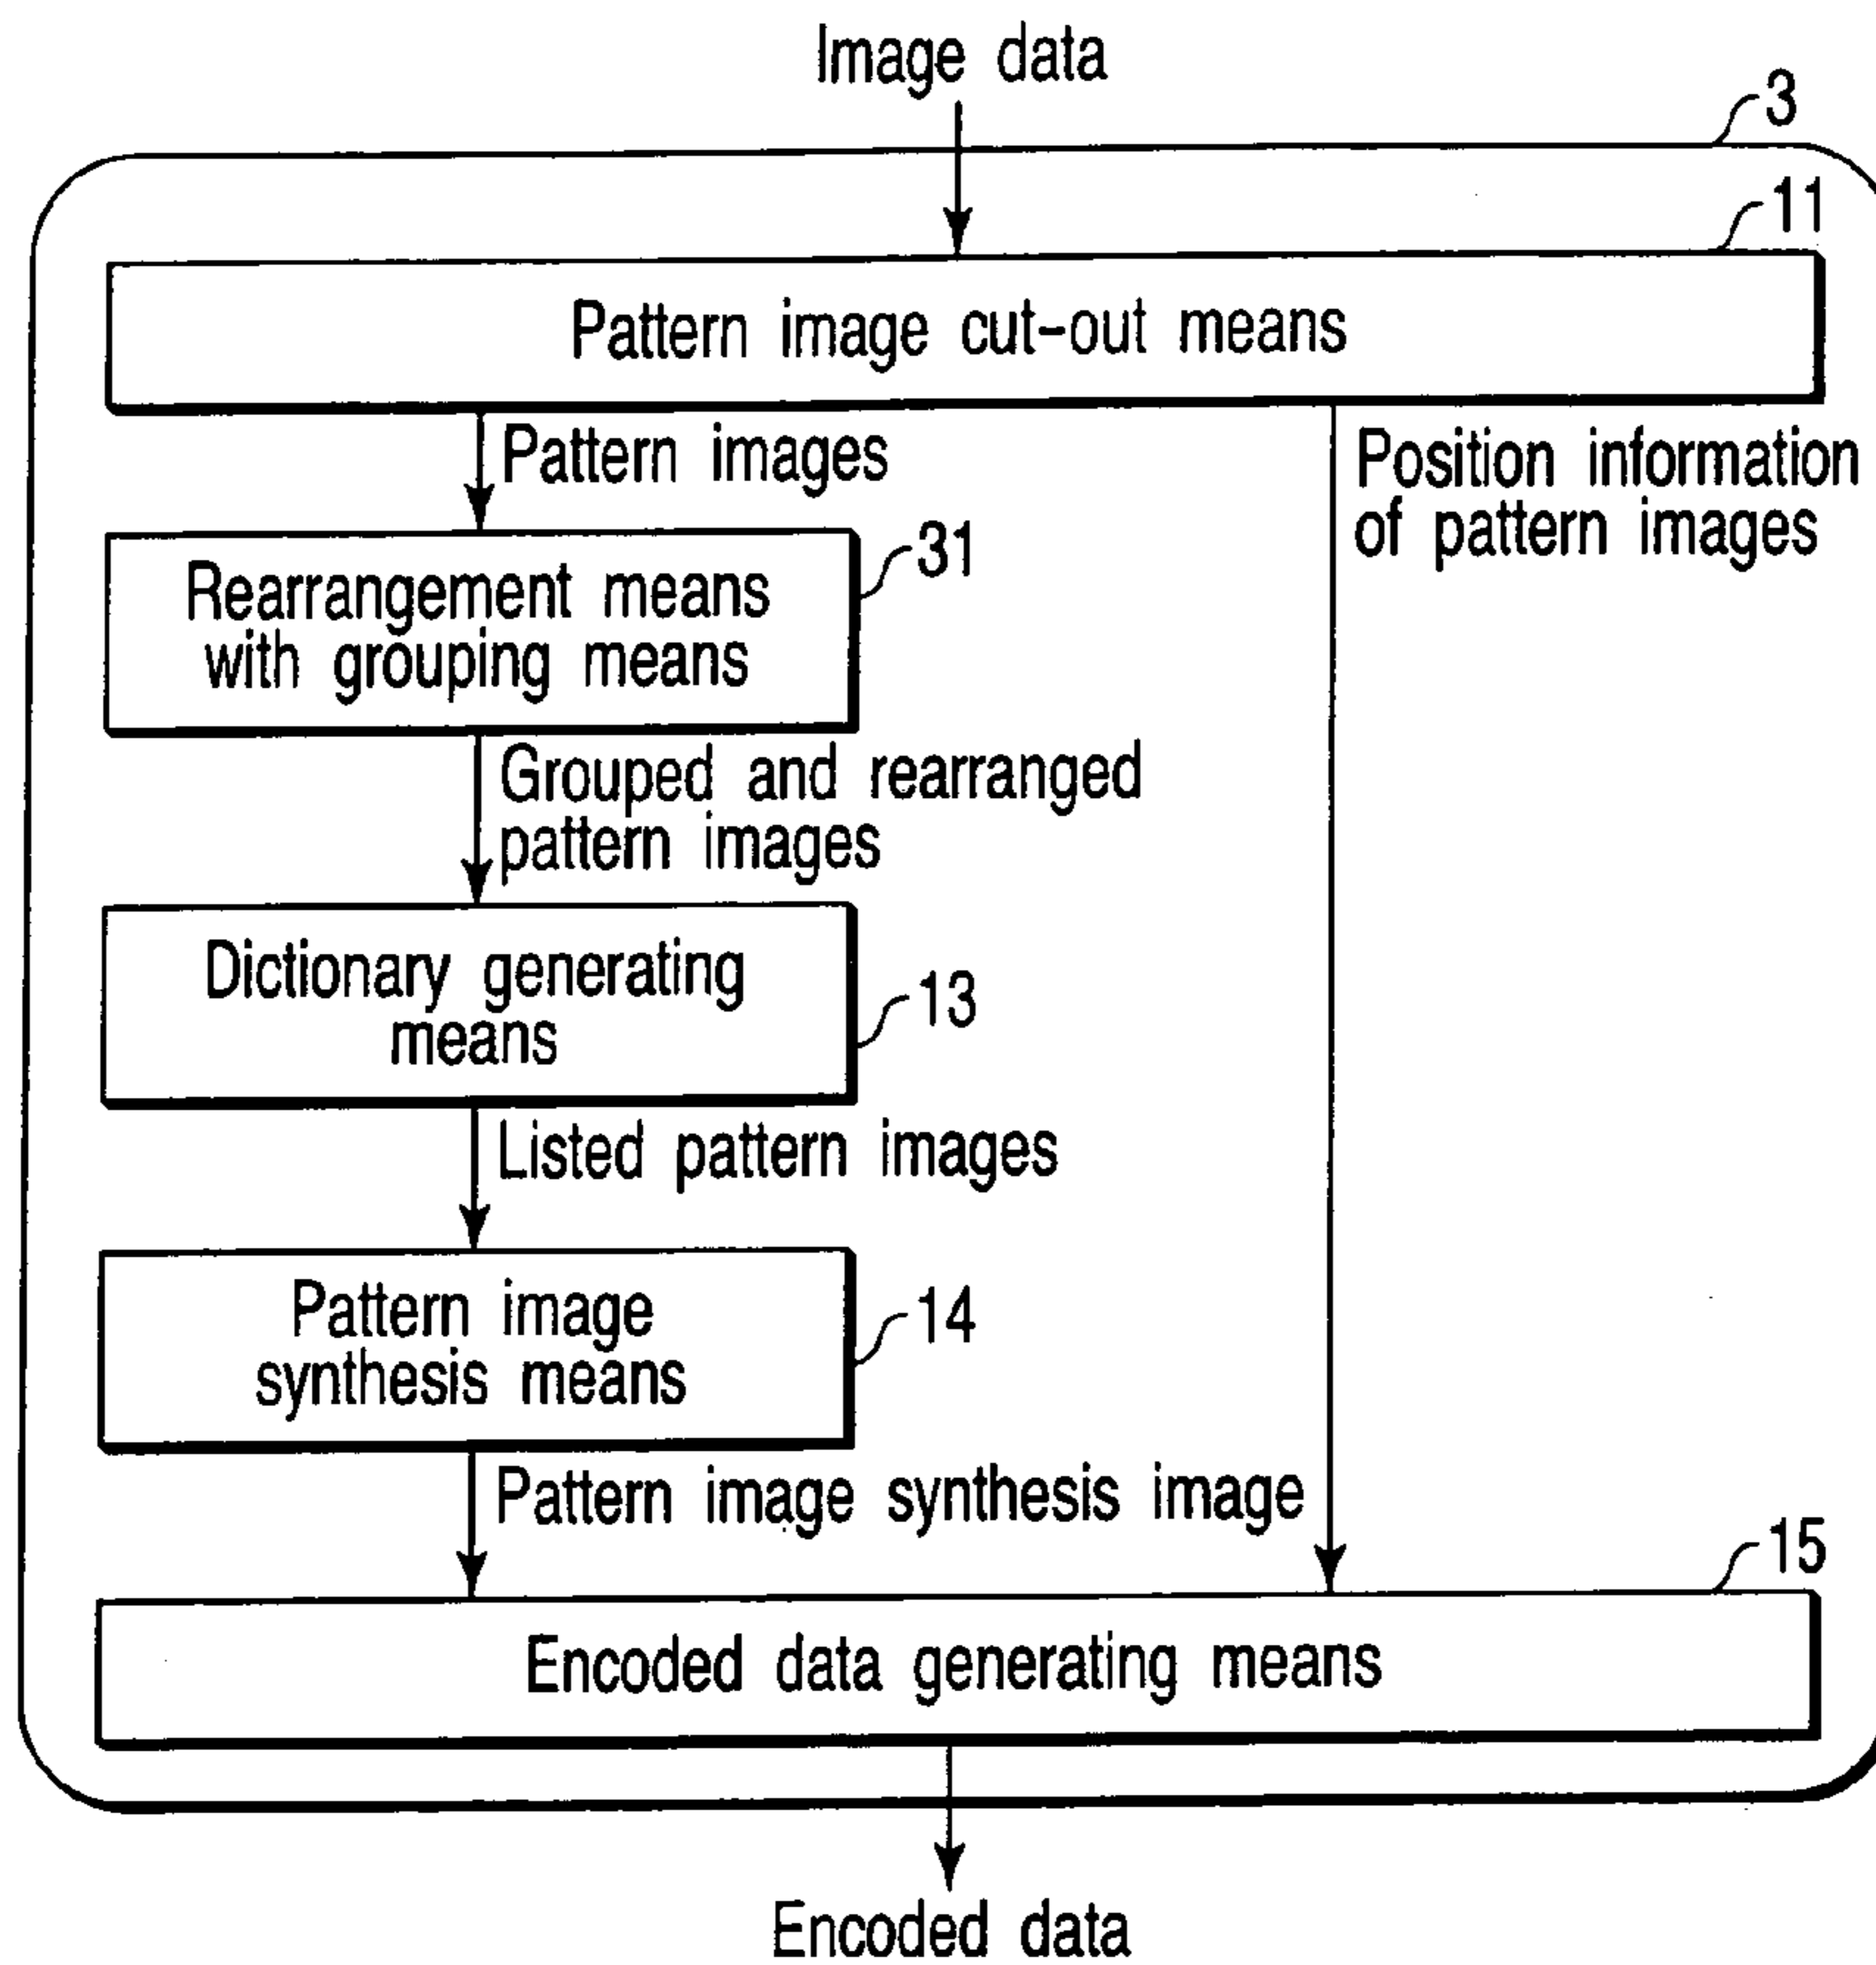 Image data
3
11
Pattern image cut-out means
Pattern images
Position information
of pattern images
31
Rearrangement means
with grouping means
Grouped and rearranged
pattern images
Dictionary generating
means
13
Listed pattern images
Pattern image
synthesis means
14
Pattern image synthesis image
15
Encoded data generating means
Encoded data